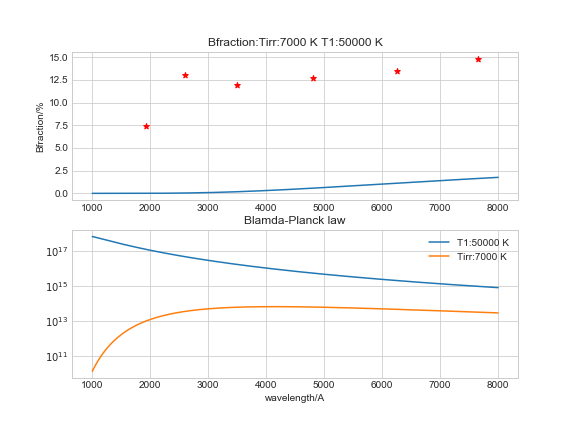 Bfraction:Tirr:7000 K T1:50000 K
15.0
12.5
10.0
7.5
5.0
2.5
0.0
Bfraction/%
1000 2000 3000 4000 5000 6000 7000 8000
Blamda-Planck law
10^17
10^15
10^13
10^11
T1:50000 K
Tirr:7000 K
1000 2000 3000 4000 5000 6000 7000 8000
wavelength/A